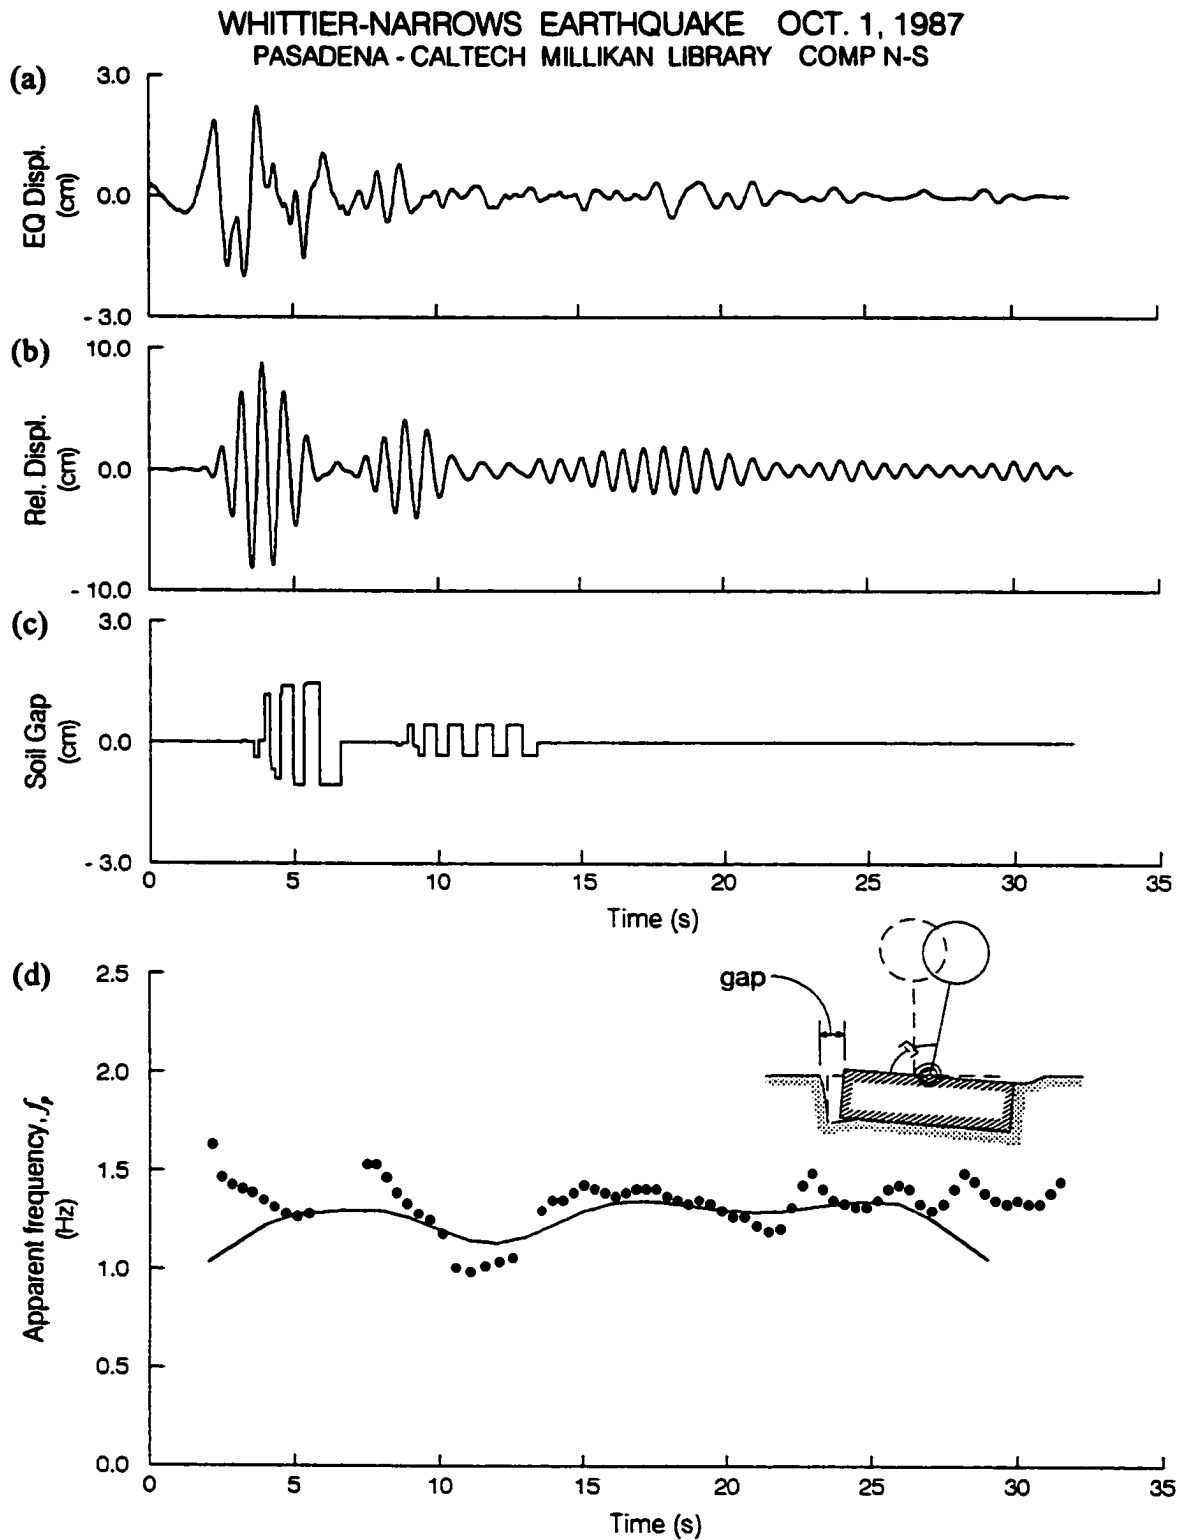 WHITTIER-NARROWS EARTHQUAKE OCT. 1, 1987
PASADENA - CALTECH MILLIKAN LIBRARY COMP N-S
(a)
3.0
0.0
- 3.0
EQ Displ.
(cm)
(b)
10.0
0.0
- 10.0
Rel. Displ.
(cm)
(c)
3.0
0.0
- 3.0
Soil Gap
(cm)
0 5 10 15 20 25 30 35
Time (s)
(d)
gap
2.5
2.0
1.5
1.0
0.5
0.0
Apparent frequency, fp
(Hz)
0 5 10 15 20 25 30 35
Time (s)